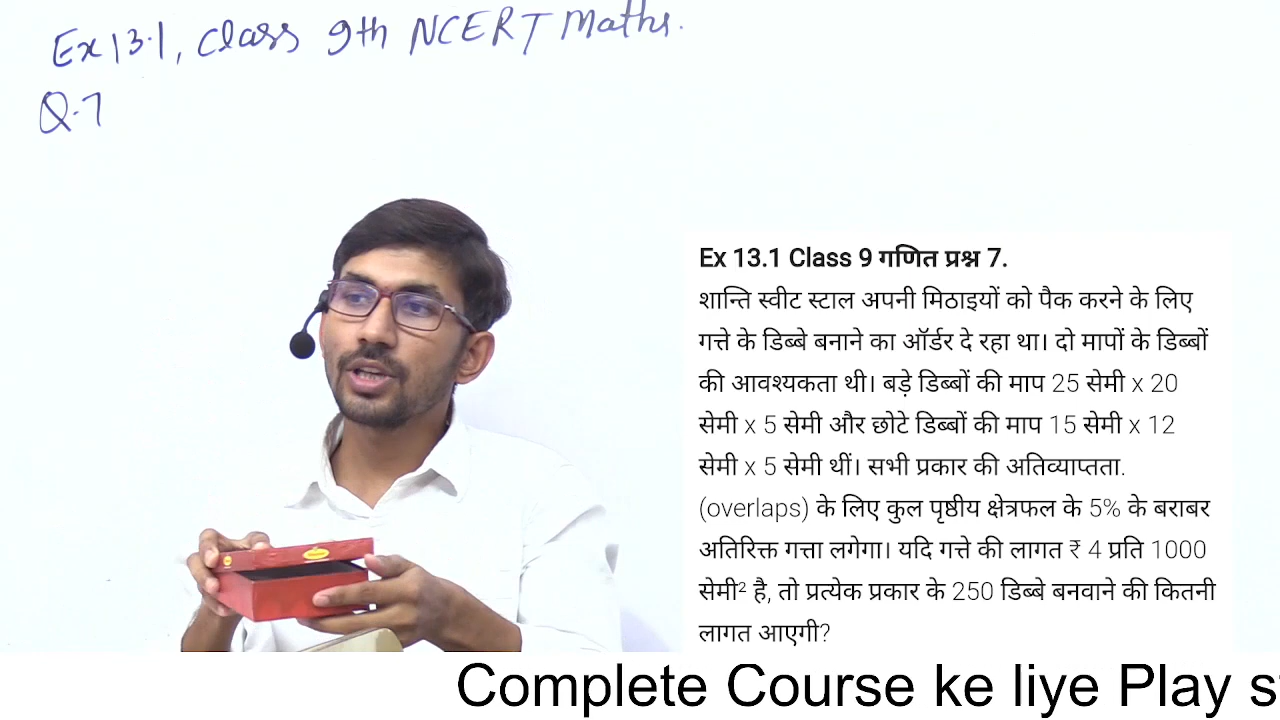 Ex 13.1, Class 9th NCERT Maths.
Q.7
Ex 13.1 Class 9 गणित प्रश्न 7.
शान्ति स्वीट स्टाल अपनी मिठाइयों को पैक करने के लिए
गत्ते के डिब्बे बनाने का ऑर्डर दे रहा था। दो मापों के डिब्बों
की आवश्यकता थी। बड़े डिब्बों की माप 25 सेमी x 20
सेमी x 5 सेमी और छोटे डिब्बों की माप 15 सेमी x 12
सेमी x 5 सेमी थीं। सभी प्रकार की अतिव्याप्तता.
(overlaps) के लिए कुल पृष्ठीय क्षेत्रफल के 5% के बराबर
अतिरिक्त गत्ता लगेगा। यदि गत्ते की लागत ₹ 4 प्रति 1000
सेमी² है, तो प्रत्येक प्रकार के 250 डिब्बे बनवाने की कितनी
लागत आएगी?
Complete Course ke liye Play